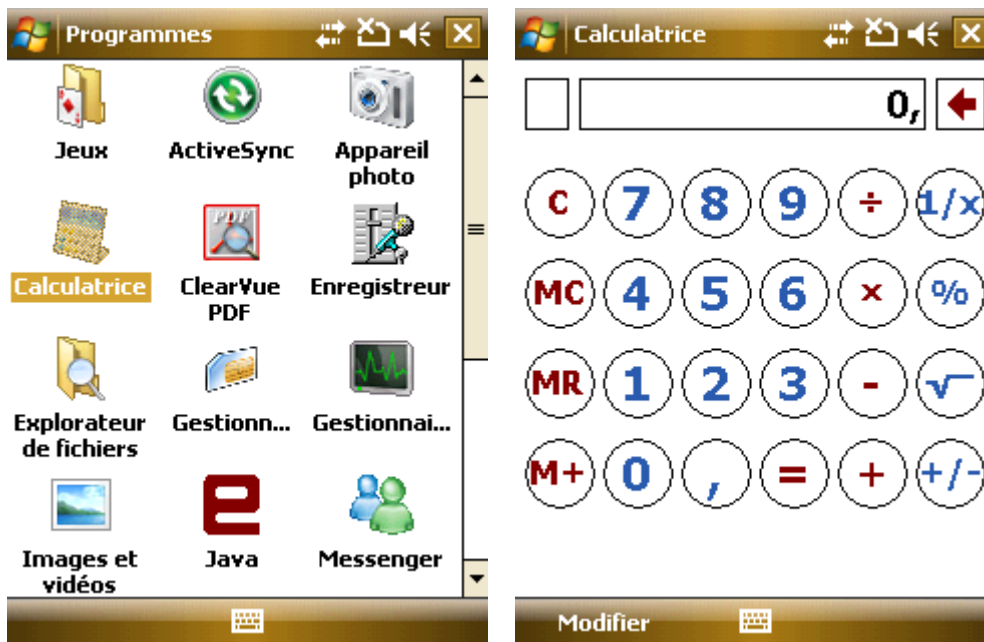 Programmes
Jeux
ActiveSync
Appareil
photo
Calculatrice
ClearVue
PDF
PDF
Enregistreur
Explorateur
de fichiers
Gestionn...
Gestionnai...
Images et
vidéos
Java
Messenger
Calculatrice
0,
C 7 8 9 ÷ 1/x
MC 4 5 6 × %
MR 1 2 3 - √
M+ 0 , = + +/-
Modifier